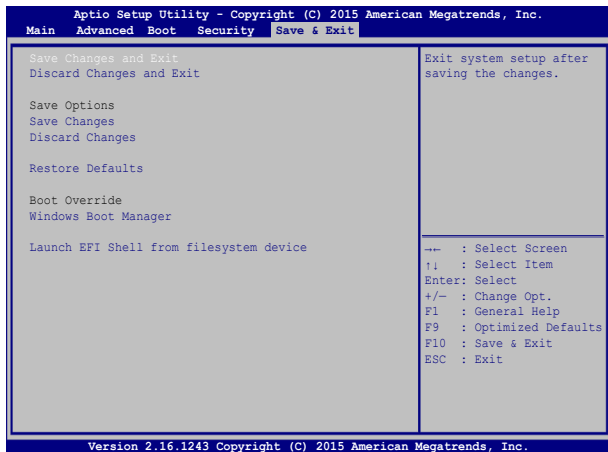 Aptio Setup Utility - Copyright (C) 2015 American Megatrends, Inc.
Main Advanced Boot Security Save & Exit
Save Changes and Exit
Discard Changes and Exit
Save Options
Save Changes
Discard Changes
Restore Defaults
Boot Override
Windows Boot Manager
Launch EFI Shell from filesystem device
Exit system setup after
saving the changes.
→← : Select Screen
↑↓ : Select Item
Enter: Select
+/— : Change Opt.
F1 : General Help
F9 : Optimized Defaults
F10 : Save & Exit
ESC : Exit
Version 2.16.1243 Copyright (C) 2015 American Megatrends, Inc.